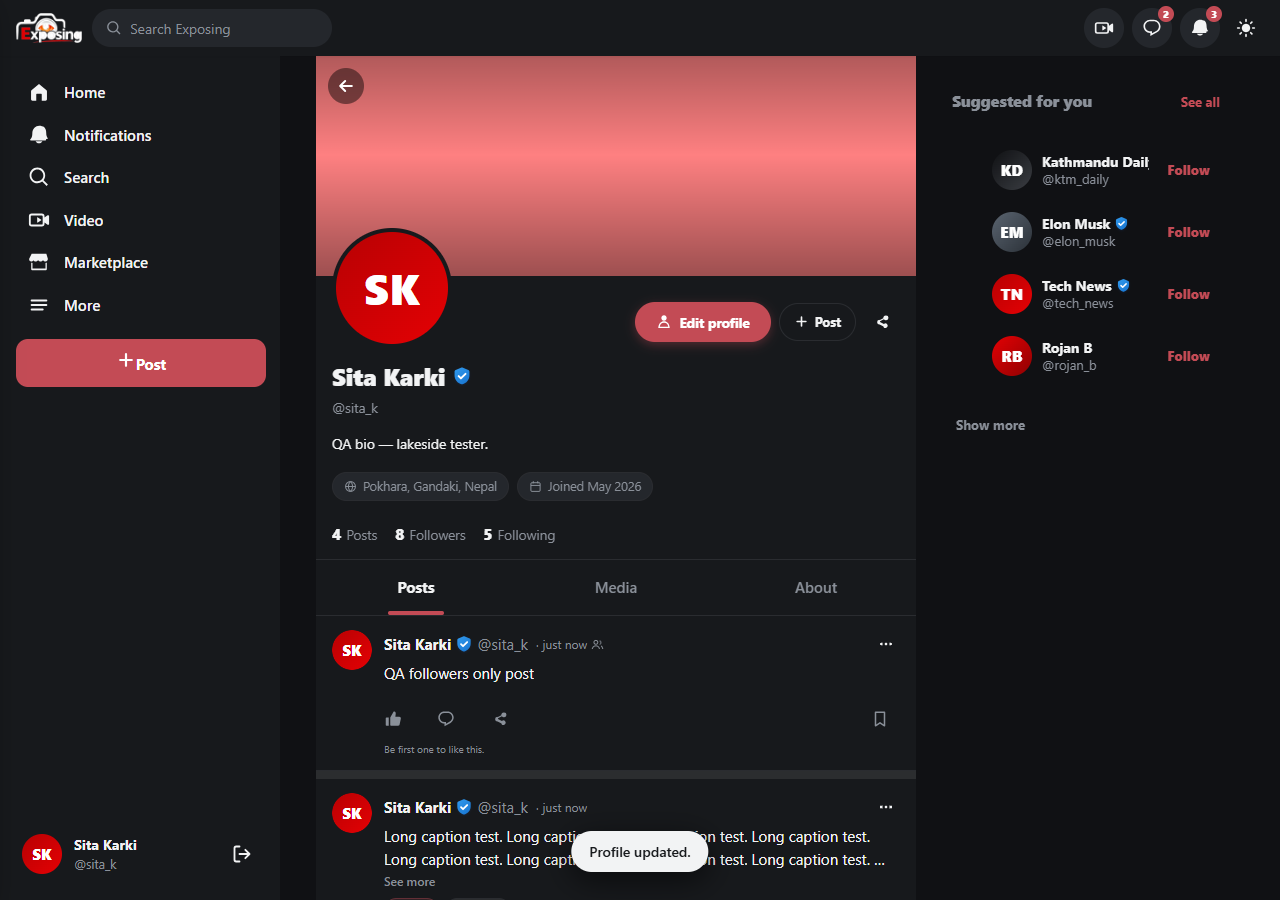 Exposing
Search Exposing
2
3
Home
Notifications
Search
Video
Marketplace
More
Post
Sita Karki
@sita_k
SK
SK
Edit profile
Post
Sita Karki
@sita_k
QA bio — lakeside tester.
Pokhara, Gandaki, Nepal
Joined May 2026
4 Posts 8 Followers 5 Following
Posts
Media
About
SK
Sita Karki @sita_k · just now
QA followers only post
Be first one to like this.
SK
Sita Karki @sita_k · just now
Long caption test. Long test. Long caption test.
Long caption test. Long test. Long caption test. ...
See more
Profile updated.
Suggested for you
See all
KD
Kathmandu
@ktm_daily
Follow
EM
Elon Musk
@elon_musk
Follow
TN
Tech News
@tech_news
Follow
RB
Rojan B
@rojan_b
Follow
Show more